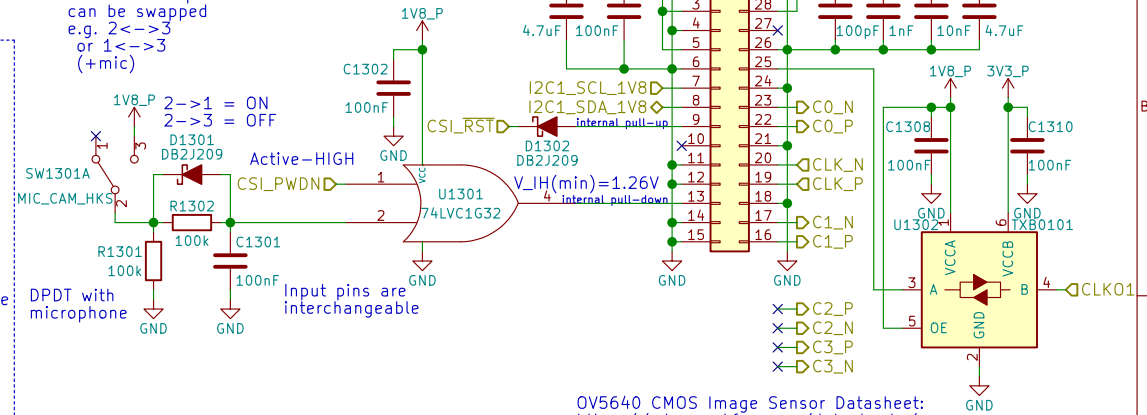 can be swapped
e.g. 2<->3
or 1<->3
(+mic)
1V8_P
2->1 = ON
2->3 = OFF
1
3
2
SW1301A
MIC_CAM_HKS
D1301
DB2J209
R1302
100k
R1301
100k
C1301
100nF
GND
GND
DPDT with
microphone
e
1V8_P
C1302
100nF
GND
Active-HIGH
CSI_PWDN
1
2
VCC
U1301
74LVC1G32
4
GND
Input pins are
interchangeable
V_IH(min)=1.26V
internal pull-down
I2C1_SCL_1V8
I2C1_SDA_1V8
CSI_RST
internal pull-up
D1302
DB2J209
4.7uF
100nF
3
4
5
6
7
8
9
10
11
12
13
14
15
28
27
26
25
24
23
22
21
20
19
18
17
16
GND
GND
100pF
1nF
10nF
4.7uF
C0_N
C0_P
CLK_N
CLK_P
C1_N
C1_P
C2_P
C2_N
C3_P
C3_N
1V8_P
3V3_P
C1308
100nF
GND
C1310
100nF
GND
U1302
TXB0101
1
6
VCCA
VCCB
3
A
B
4
CLKO1
5
OE
GND
2
GND
B
OV5640 CMOS Image Sensor Datasheet: